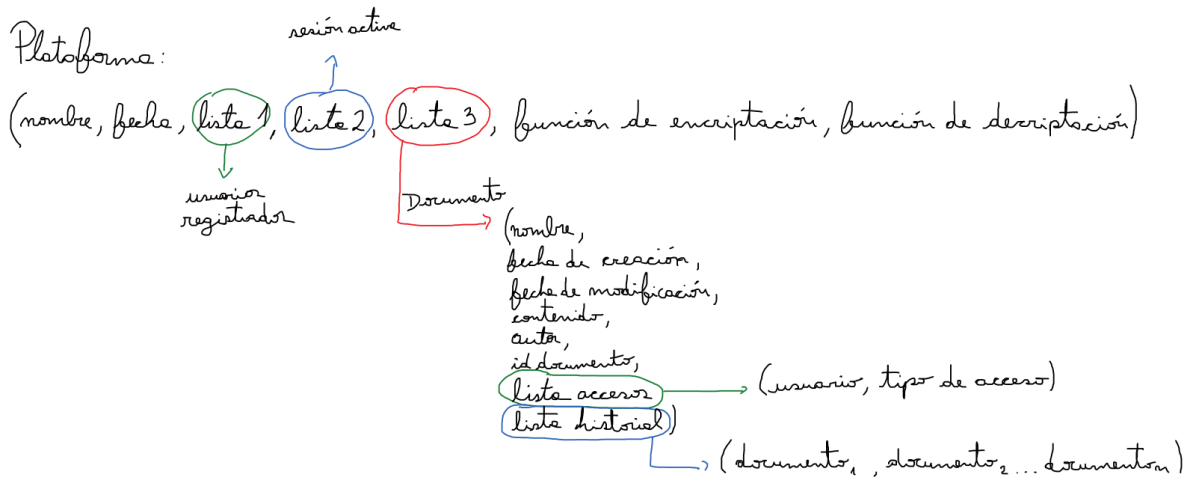 sesión activa
Plataforma:
(nombre, fecha, lista 1, lista 2, lista 3, función de encriptación, función de decriptación)
usuarios
registrados
Documento
(nombre,
fecha de creación,
fecha de modificación,
contenido,
autor,
id documento,
lista accesos
(usuario, tipo de acceso)
lista historial)
(documento1, documento2 ... documenton)